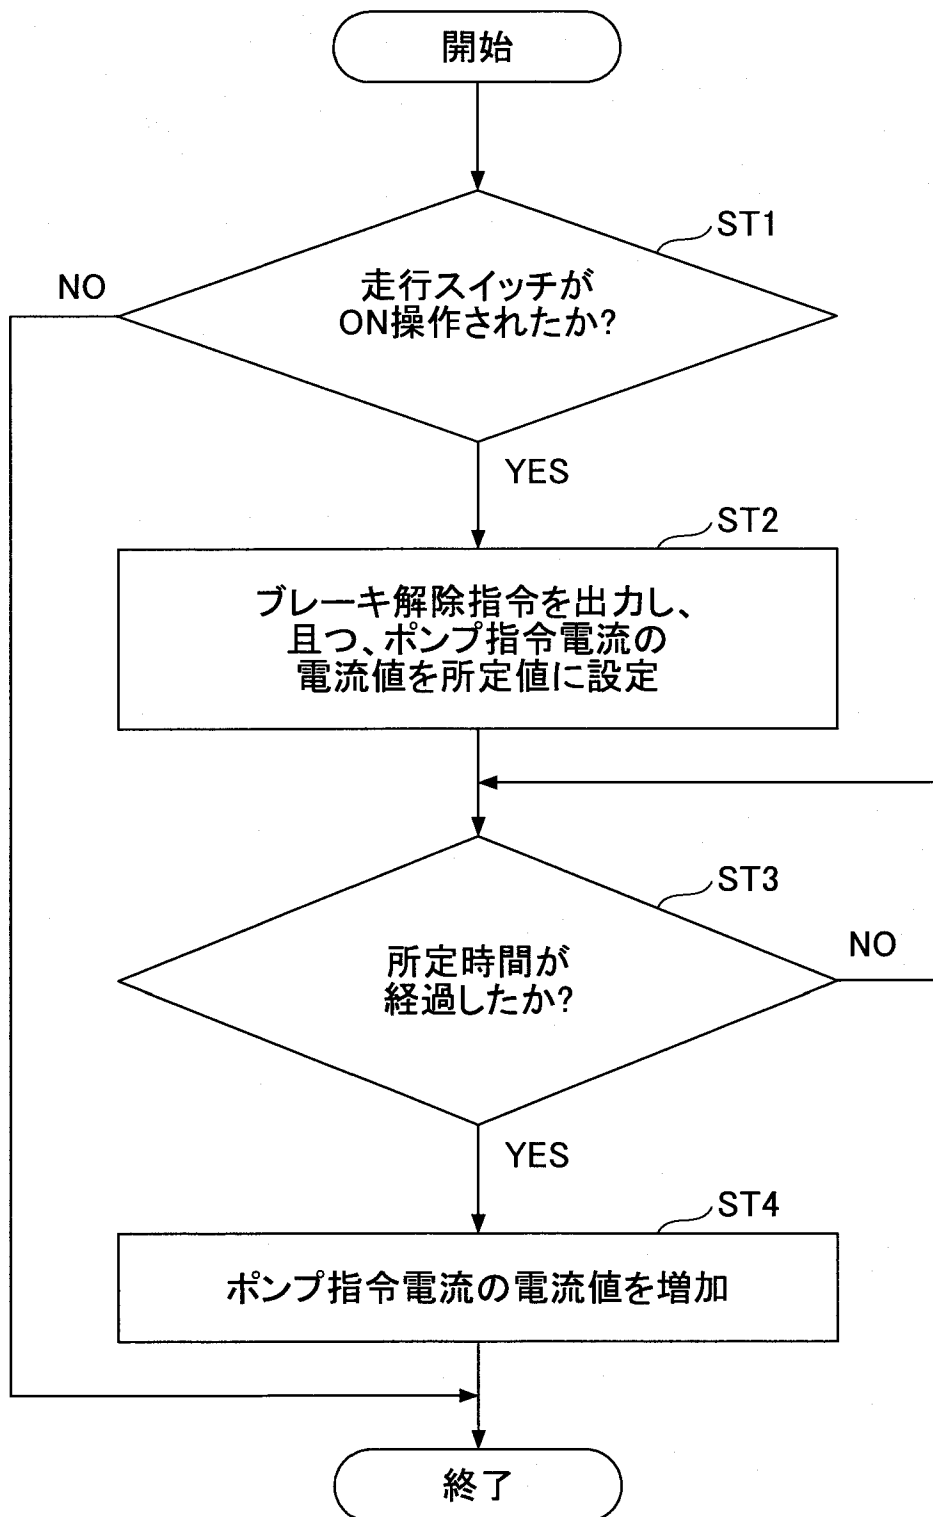 開始
ST1
走行スイッチが
ON操作されたか?
NO
YES
ST2
ブレーキ解除指令を出力し、
且つ、ポンプ指令電流の
電流値を所定値に設定
ST3
所定時間が
経過したか?
NO
YES
ST4
ポンプ指令電流の電流値を増加
終了